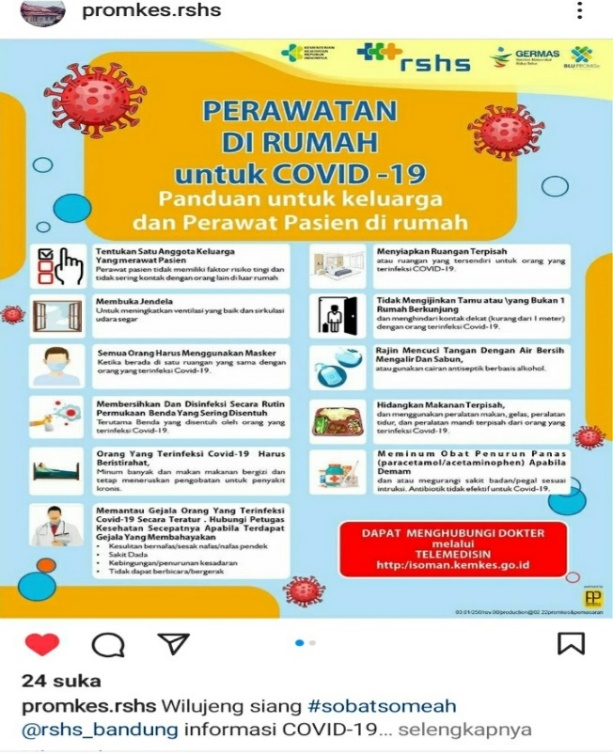 promkes.rshs
KEMENTERIAN
KESEHATAN
REPUBLIK
INDONESIA
rshs
GERMAS
PERAWATAN
DI RUMAH
untuk COVID -19
Panduan untuk keluarga
dan Perawat Pasien di rumah
Tentukan Satu Anggota Keluarga
Yang merawat Pasien
Perawat pasien tidak memiliki faktor risiko tingi dan
tidak sering kontak dengan orang lain di luar rumah
Membuka Jendela
Untuk meningkatkan ventilasi yang baik dan sirkulasi
udara segar
Semua Orang Harus Menggunakan Masker
Ketika berada di satu ruangan yang sama dengan
orang yang terinfeksi Covid-19.
Membersihkan Dan Disinfeksi Secara Rutin
Permukaan Benda Yang Sering Disentuh
Terutama Benda yang disentuh oleh orang yang
terinfeksi Covid-19.
Orang Yang Terinfeksi Covid-19 Harus
Beristirahat,
Minum banyak dan makan makanan bergizi dan
tetap meneruskan pengobatan untuk penyakit
kronis.
Memantau Gejala Orang Yang Terinfeksi
Covid-19 Secara Teratur . Hubungi Petugas
Kesehatan Secepatnya Apabila Terdapat
Gejala Yang Membahayakan
• Kesulitan bernafas/sesak nafas/nafas pendek
• Sakit Dada
• Kebingungan/penurunan kesadaran
• Tidak dapat berbicara/bergerak
Menyiapkan Ruangan Terpisah
atau ruangan yang tersendiri untuk orang yang
terinfeksi COVID-19.
Tidak Mengijinkan Tamu atau \yang Bukan 1
Rumah Berkunjung
dan menghindari kontak dekat (kurang dari 1 meter)
dengan orang terinfeksi Covid-19.
Rajin Mencuci Tangan Dengan Air Bersih
Mengalir Dan Sabun,
atau gunakan cairan antiseptik berbasis alkohol.
Hidangkan Makanan Terpisah,
dan menggunakan peralatan makan, gelas, peralatan
tidur, dan peralatan mandi terpisah dari orang yang
terinfeksi Covid-19.
Meminum Obat Penurun Panas
(paracetamol/acetaminophen) Apabila
Demam
dan atau megurangi sakit badan/pegal sesuai
intruksi. Antibiotik tidak efektif untuk Covid-19.
DAPAT MENGHUBUNGI DOKTER
melalui
TELEMEDISIN
http:/isoman.kemkes.go.id
24 suka
promkes.rshs Wilujeng siang #sobatsomeah
@rshs_bandung informasi COVID-19... selengkapnya